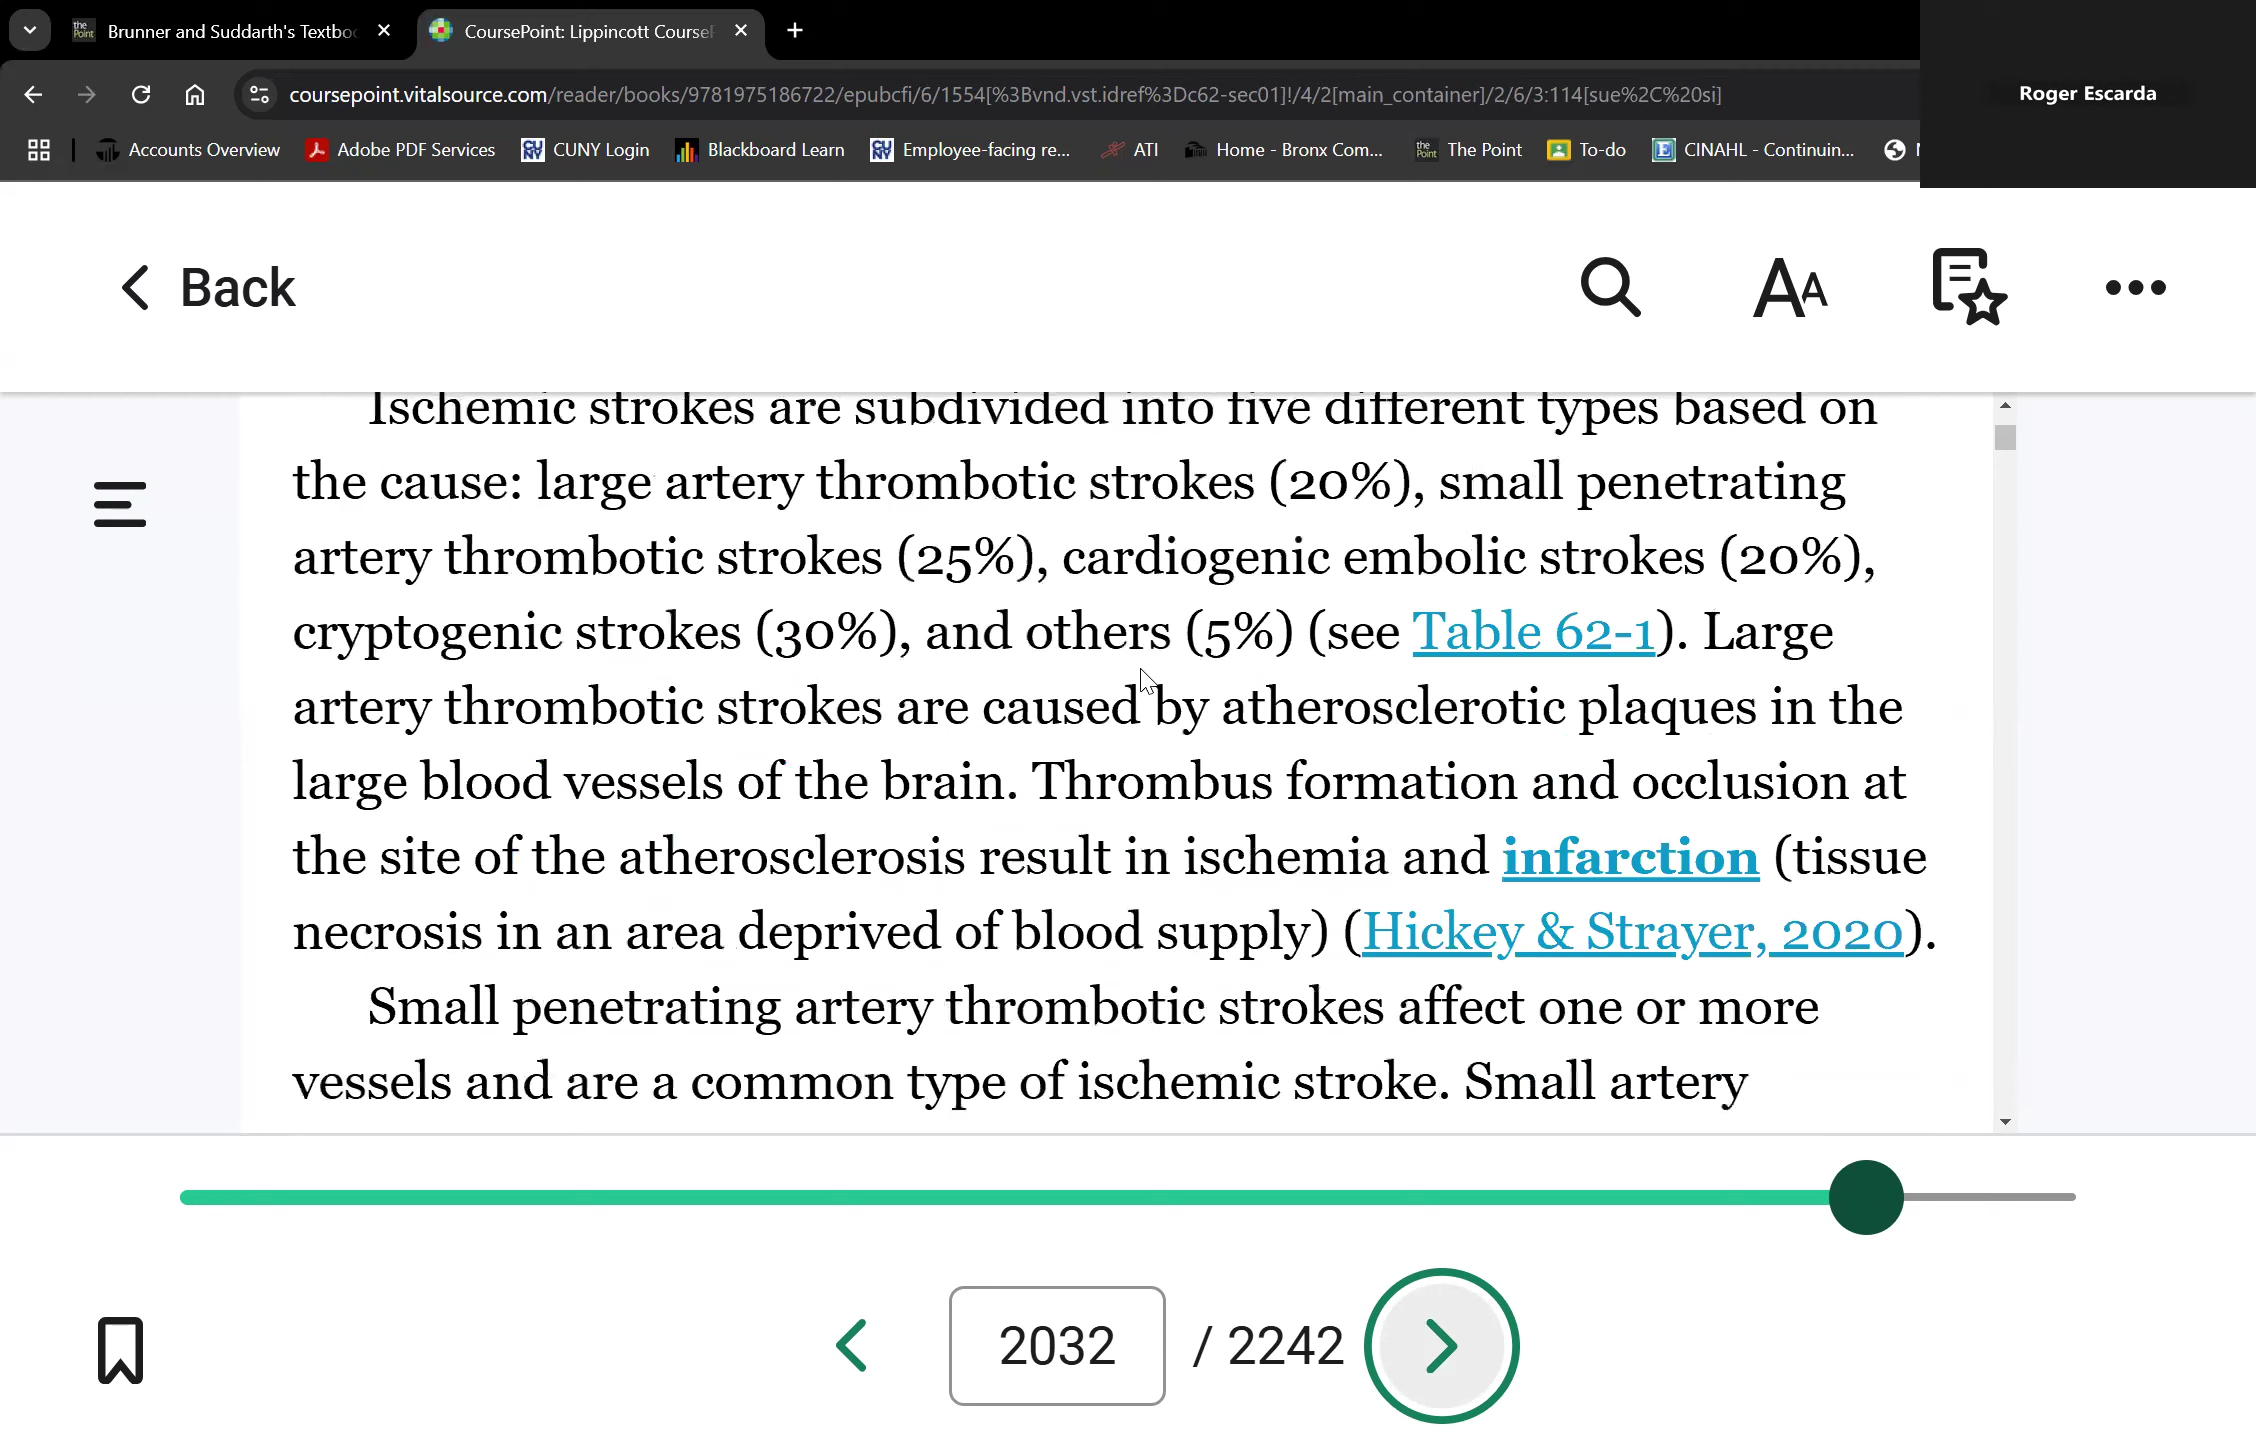 the Point Brunner and Suddarth's Textbo
CoursePoint: Lippincott Course
coursepoint.vitalsource.com/reader/books/9781975186722/epubcfi/6/1554[%3Bvnd.vst.idref%3Dc62-sec01]!/4/2[main_container]/2/6/3:114[sue%2C%20si]
Roger Escarda
Accounts Overview Adobe PDF Services CUNY Login Blackboard Learn Employee-facing re... ATI Home - Bronx Com... the Point The Point To-do CINAHL - Continuin...
Back
AA
Ischemic strokes are subdivided into five different types based on
the cause: large artery thrombotic strokes (20%), small penetrating
artery thrombotic strokes (25%), cardiogenic embolic strokes (20%),
cryptogenic strokes (30%), and others (5%) (see Table 62-1). Large
artery thrombotic strokes are caused by atherosclerotic plaques in the
large blood vessels of the brain. Thrombus formation and occlusion at
the site of the atherosclerosis result in ischemia and infarction (tissue
necrosis in an area deprived of blood supply) (Hickey & Strayer, 2020).
Small penetrating artery thrombotic strokes affect one or more
vessels and are a common type of ischemic stroke. Small artery
2032 / 2242